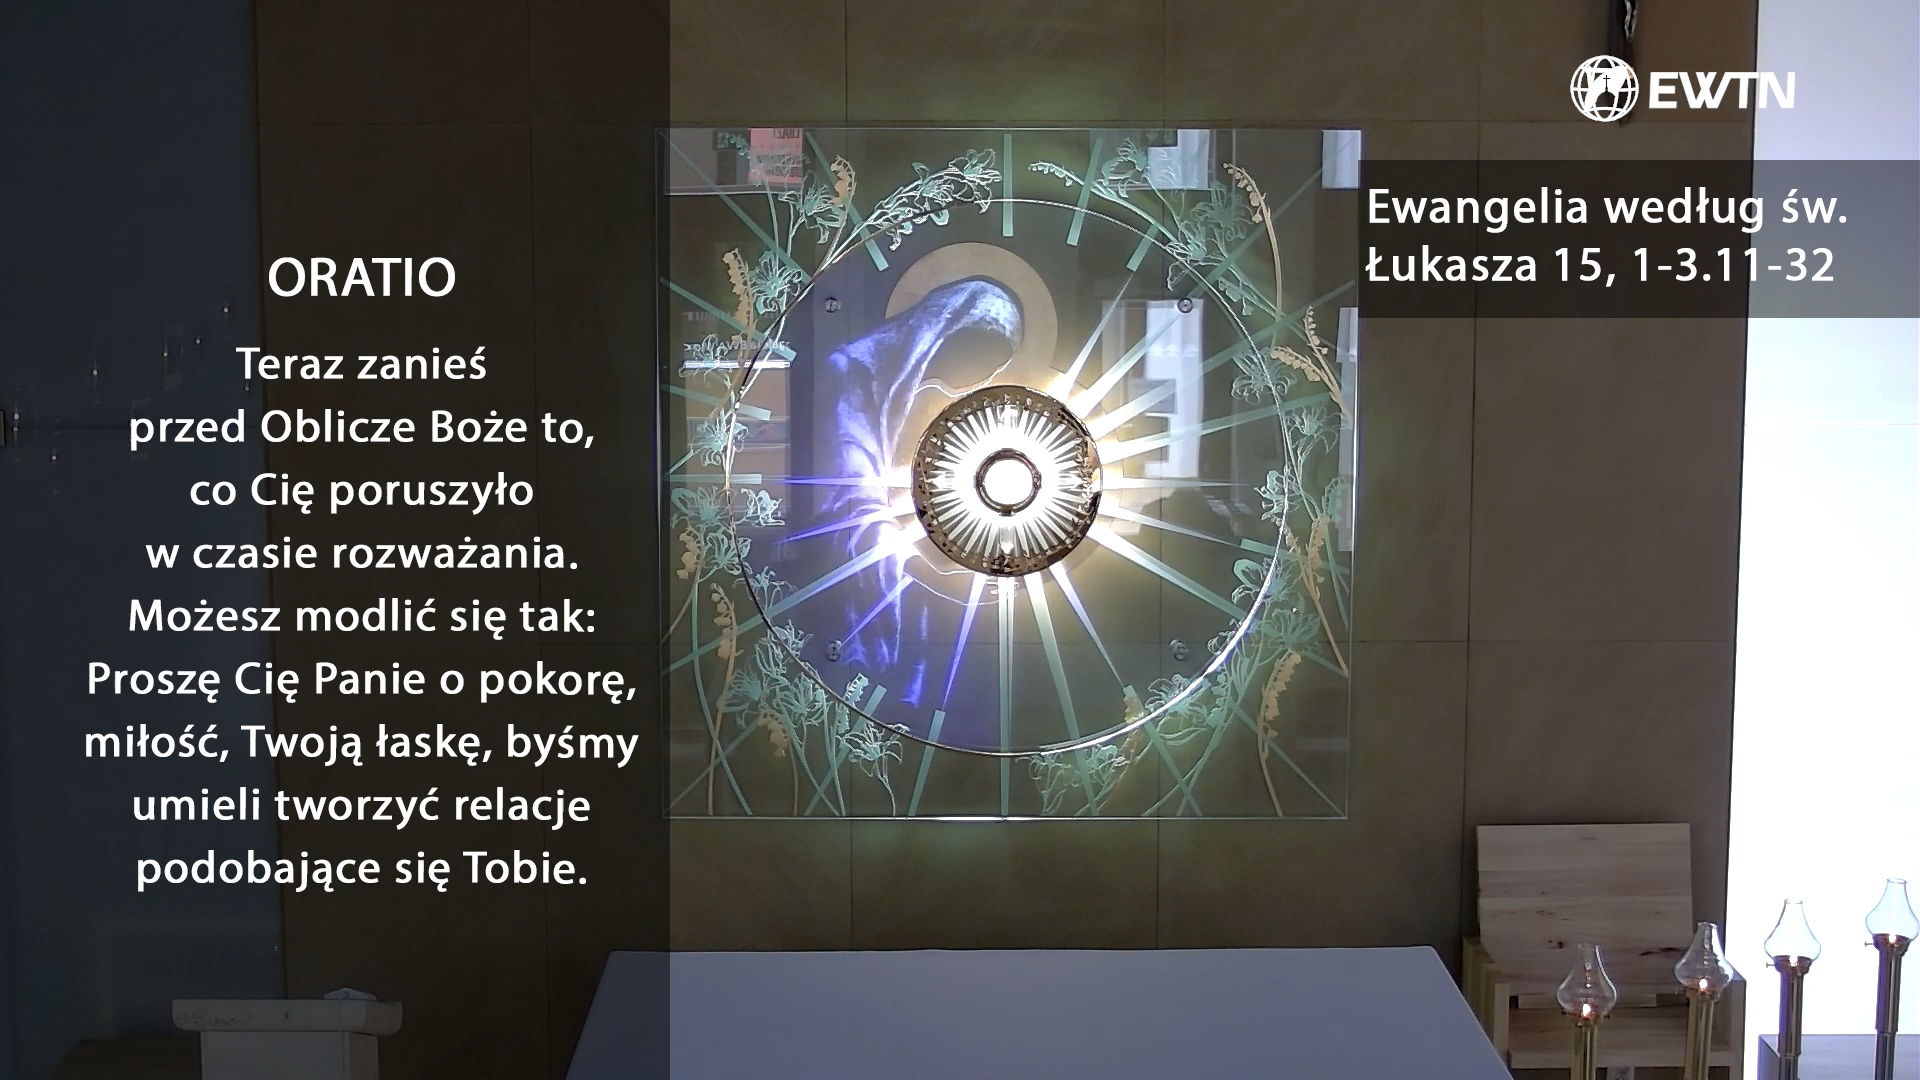 EWTN
Ewangelia według św.
Łukasza 15, 1-3.11-32
ORATIO
Teraz zanieś
przed Oblicze Boże to,
co Cię poruszyło
w czasie rozważania.
Możesz modlić się tak:
Proszę Cię Panie o pokorę,
miłość, Twoją łaskę, byśmy
umieli tworzyć relacje
podobające się Tobie.